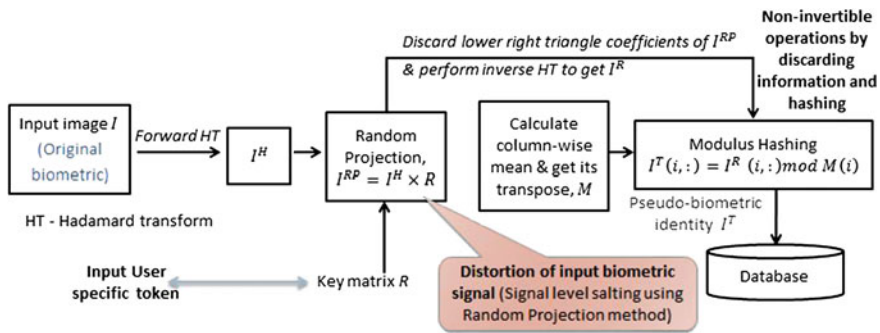 Discard lower right triangle coefficients of I^{RP}
& perform inverse HT to get I^R
Non-invertible
operations by
discarding
information and
hashing
Input image I
(Original
biometric)
Forward HT
I^H
Random
Projection,
I^{RP} = I^H × R
Calculate
column-wise
mean & get its
transpose, M
Modulus Hashing
I^T(i,:) = I^R (i,:)mod M(i)
HT - Hadamard transform
Pseudo-biometric
identity I^T
Input User
specific token
Key matrix R
Distortion of input biometric
signal (Signal level salting using
Random Projection method)
Database